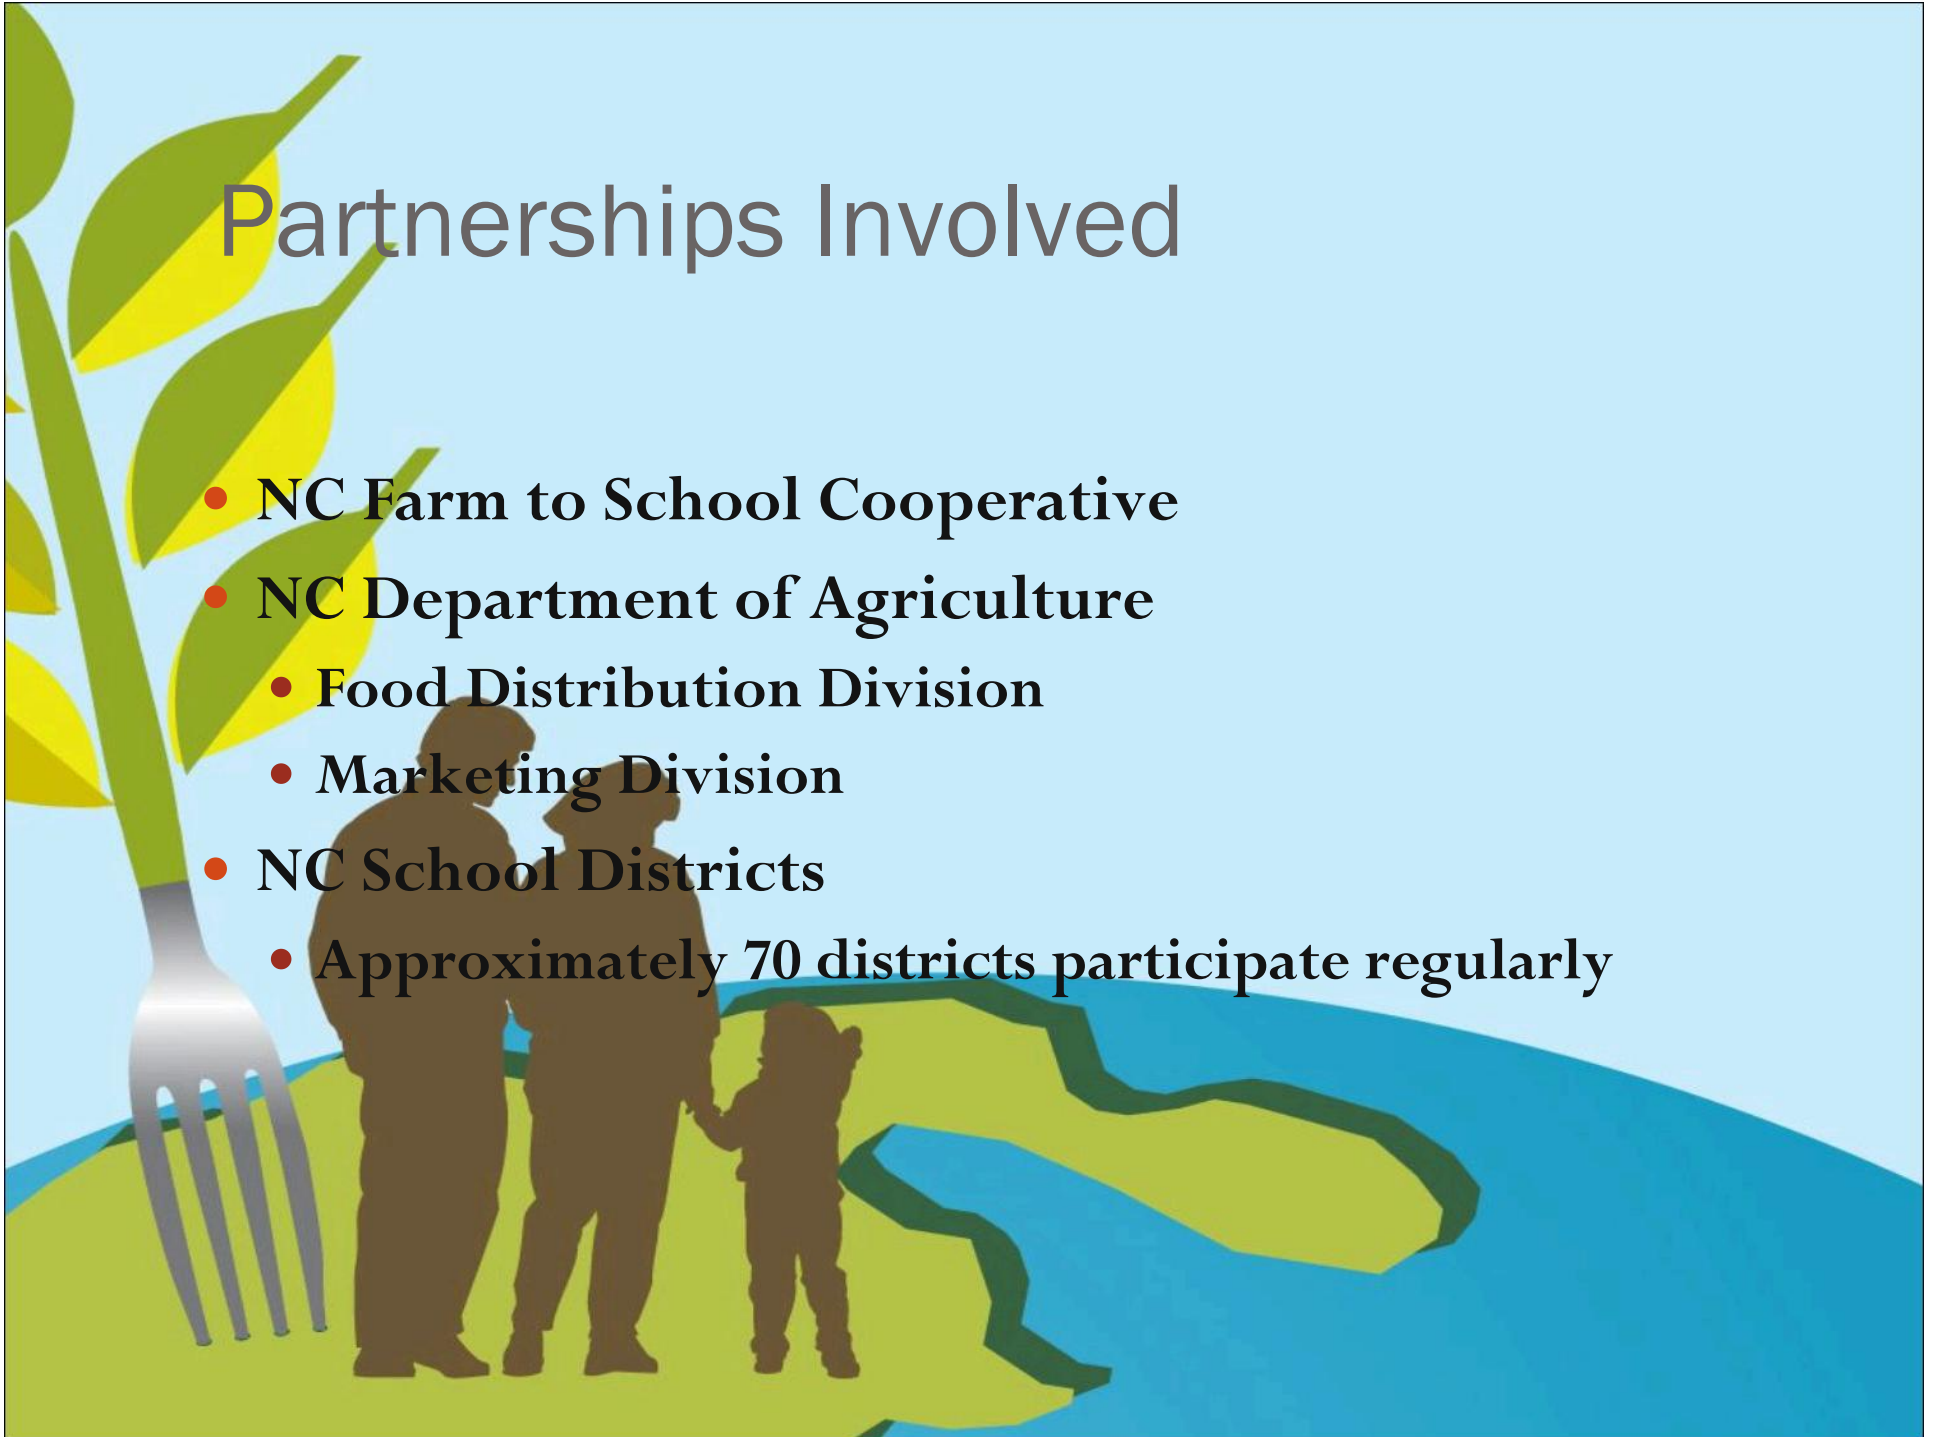 Partnerships Involved
• NC Farm to School Cooperative
• NC Department of Agriculture
• Food Distribution Division
• Marketing Division
• NC School Districts
• Approximately 70 districts participate regularly